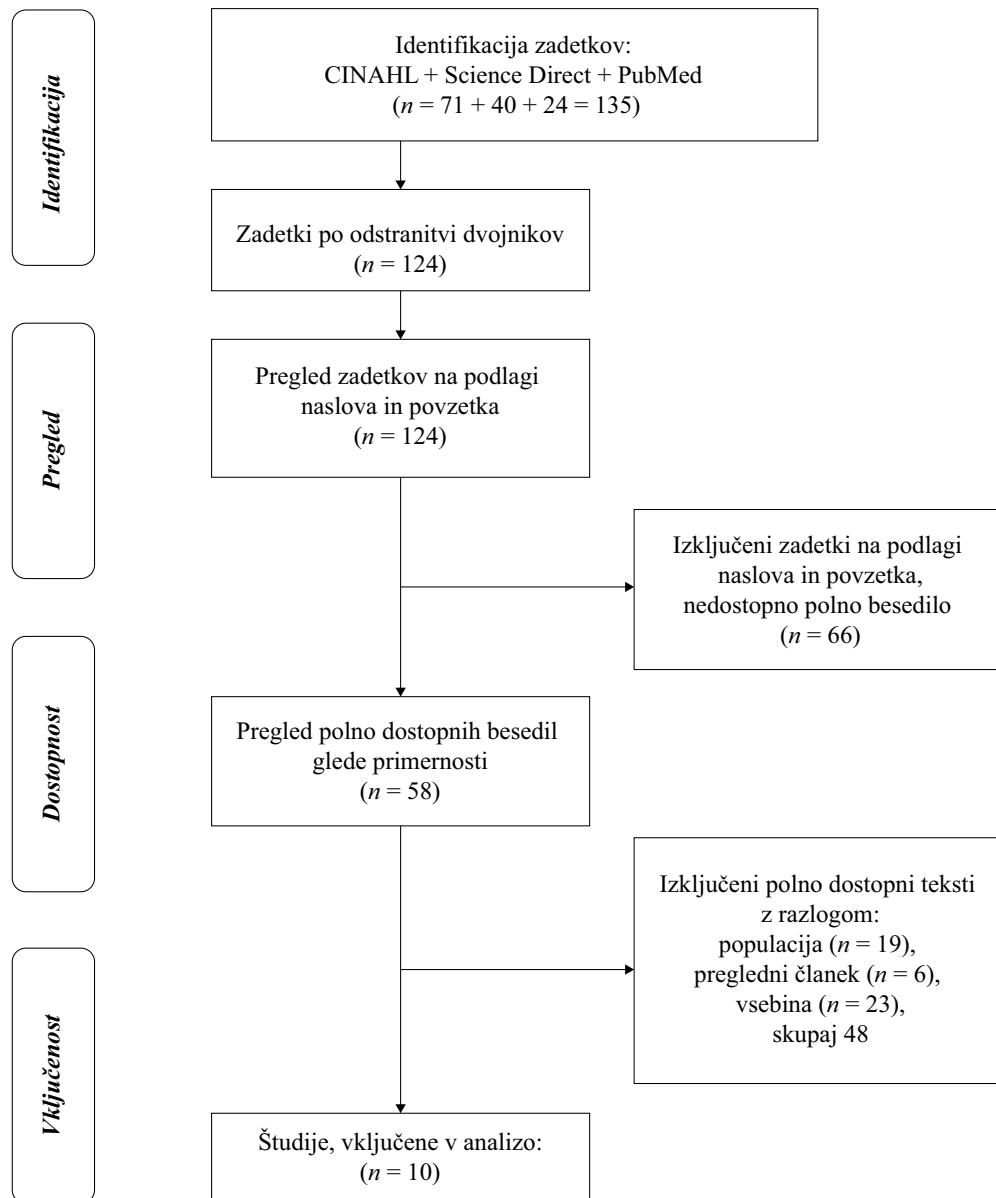 Identifikacija
Identifikacija zadetkov:
CINAHL + Science Direct + PubMed
(n = 71 + 40 + 24 = 135)
Zadetki po odstranitvi dvojnikov
(n = 124)
Pregled
Pregled zadetkov na podlagi
naslova in povzetka
(n = 124)
Izključeni zadetki na podlagi
naslova in povzetka,
nedostopno polno besedilo
(n = 66)
Dostopnost
Pregled polno dostopnih besedil
glede primernosti
(n = 58)
Izključeni polno dostopni teksti
z razlogom:
populacija (n = 19),
pregledni članek (n = 6),
vsebina (n = 23),
skupaj 48
Vključenost
Študije, vključene v analizo:
(n = 10)